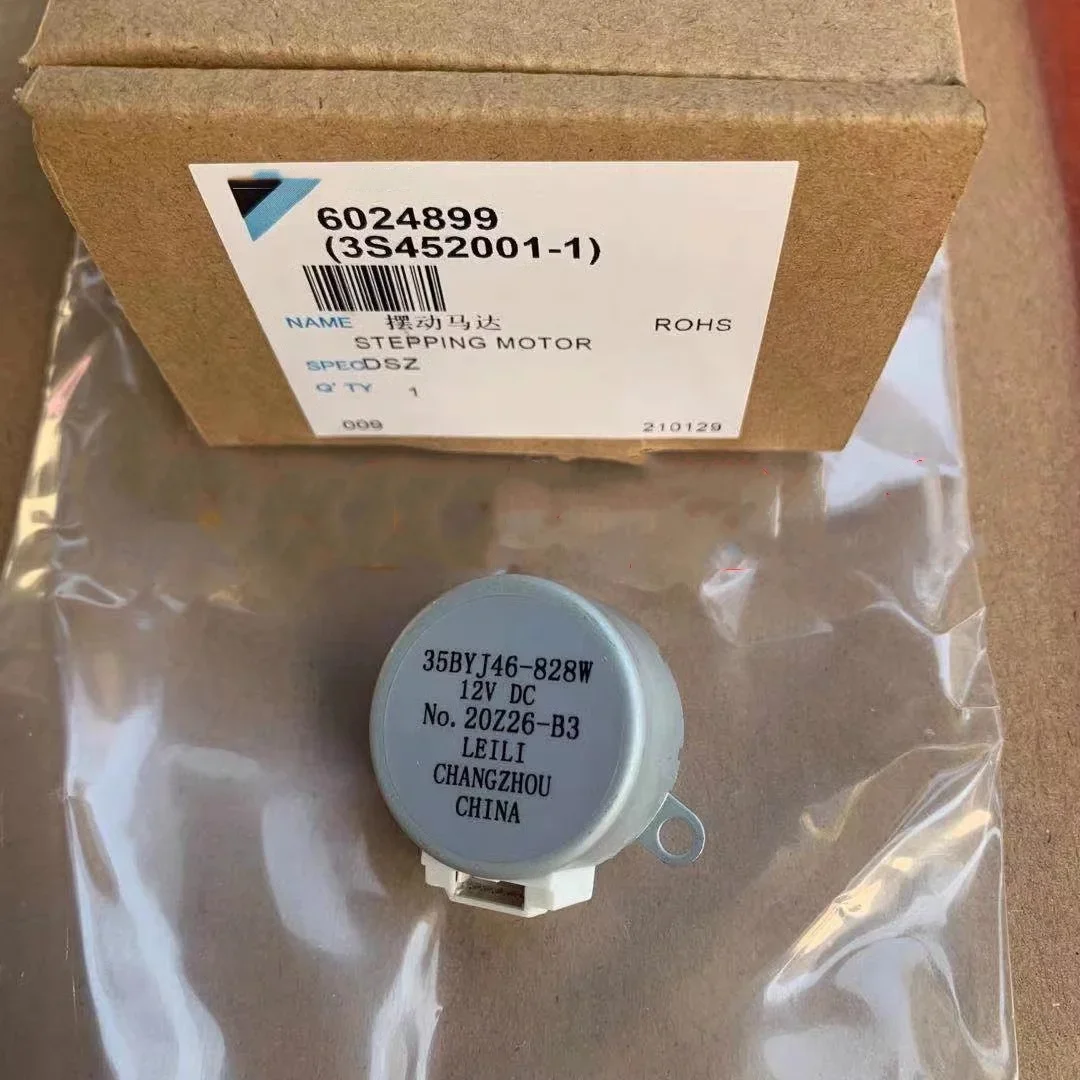 6024899
(3S452001-1)
NAME 摆动马达 ROHS
STEPPING MOTOR
SPEC DSZ
Q'TY 1
009 210129
35BYJ46-828W
12V DC
No. 20Z26-B3
LEILI
CHANGZHOU
CHINA